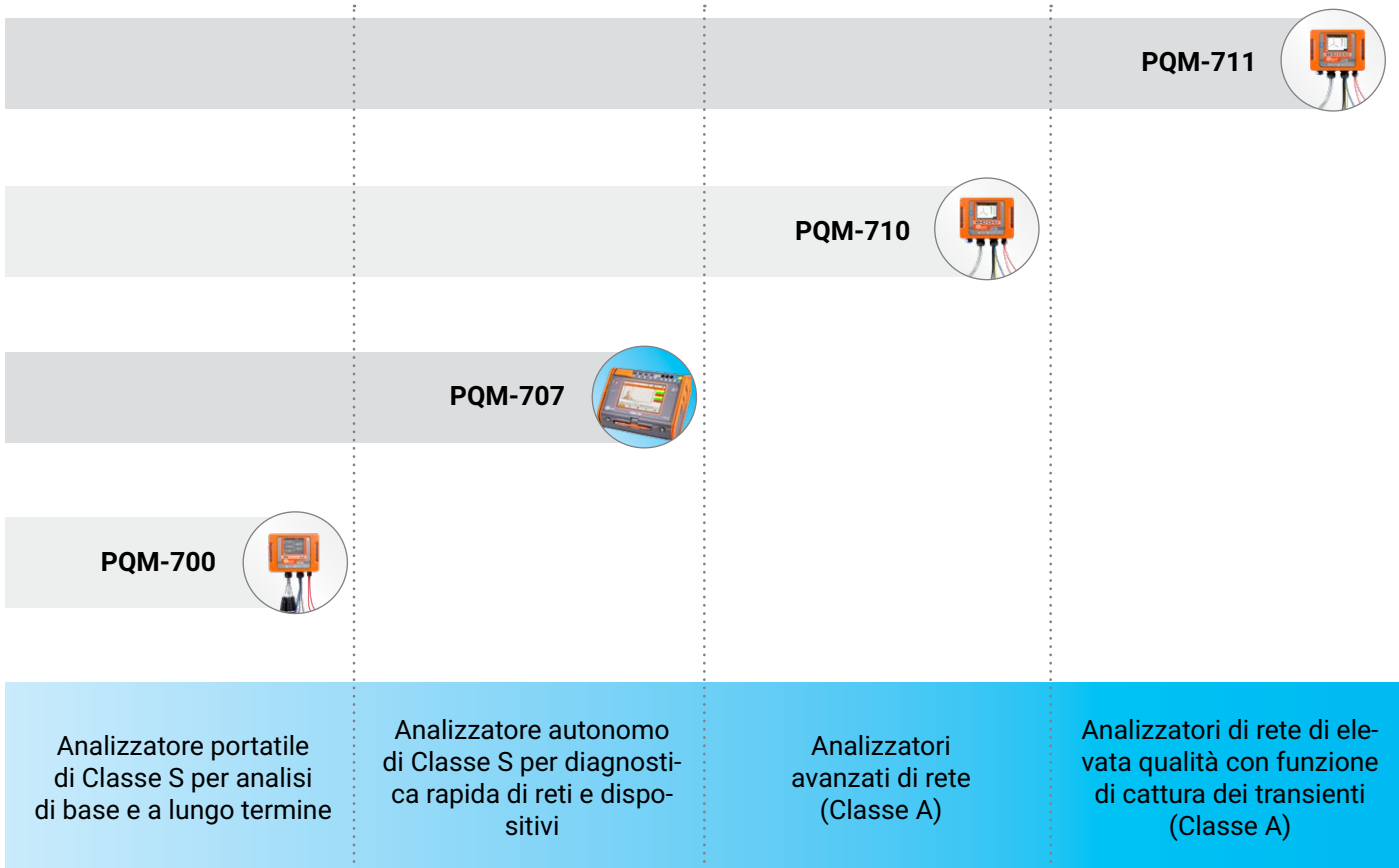 PQM-711
PQM-710
PQM-707
PQM-700
Analizzatore portatile
di Classe S per analisi
di base e a lungo termine
Analizzatore autonomo
di Classe S per diagnosti-
ca rapida di reti e dispo-
sitivi
Analizzatori
avanzati di rete
(Classe A)
Analizzatori di rete di ele-
vata qualità con funzione
di cattura dei transienti
(Classe A)